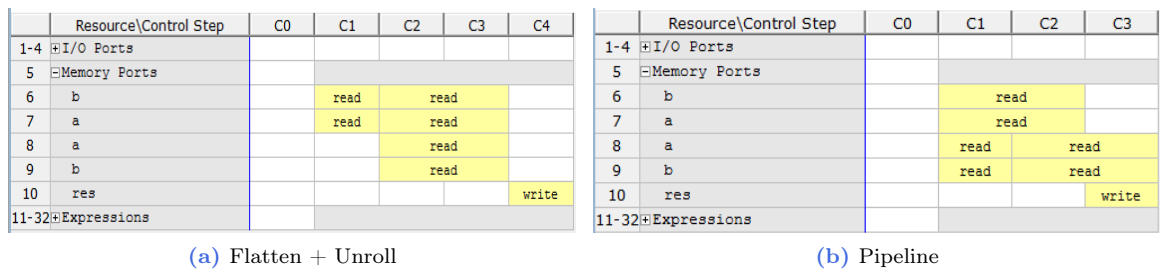 Resource\Control Step C0 C1 C2 C3 C4
1-4 I/O Ports
5 Memory Ports
6 b read read
7 a read read
8 a read
9 b read
10 res write
11-32 Expressions
(a) Flatten + Unroll
Resource\Control Step C0 C1 C2 C3
1-4 I/O Ports
5 Memory Ports
6 b read
7 a read
8 a read read
9 b read read
10 res write
11-32 Expressions
(b) Pipeline